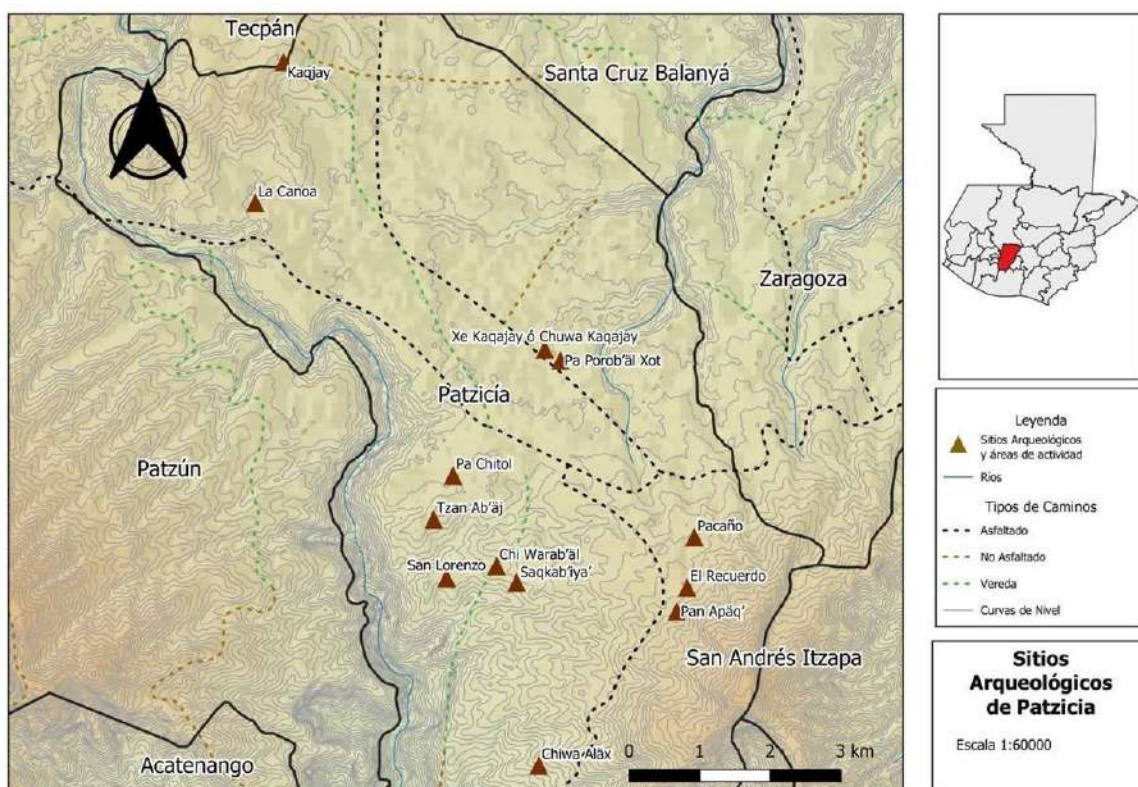 Tecpán
Kaqjay
Santa Cruz Balanyá
La Canoa
Zaragoza
Xe Kaqajay ó Chuwa Kaqajay
Pa Porob'äl Xot
Patzicía
Patzún
Pa Chitol
Tzan Ab'äj
Pacaño
Chi Warab'äl
San Lorenzo
Saqkab'iya'
El Recuerdo
Pan Apäq'
San Andrés Itzapa
Acatenango
Chiwa Aläx
0 1 2 3 km
Leyenda
Sitios Arqueológicos
y áreas de actividad
Ríos
Tipos de Caminos
Asfaltado
No Asfaltado
Vereda
Curvas de Nivel
Sitios
Arqueológicos
de Patzicia
Escala 1:60000